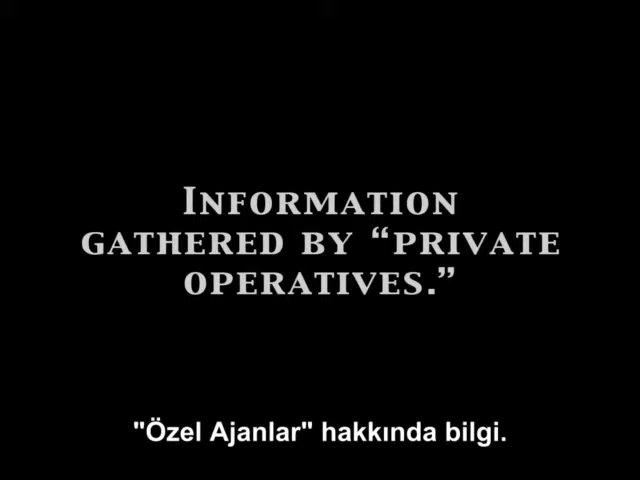 INFORMATION
GATHERED BY “PRIVATE
OPERATIVES.”
"Özel Ajanlar" hakkında bilgi.